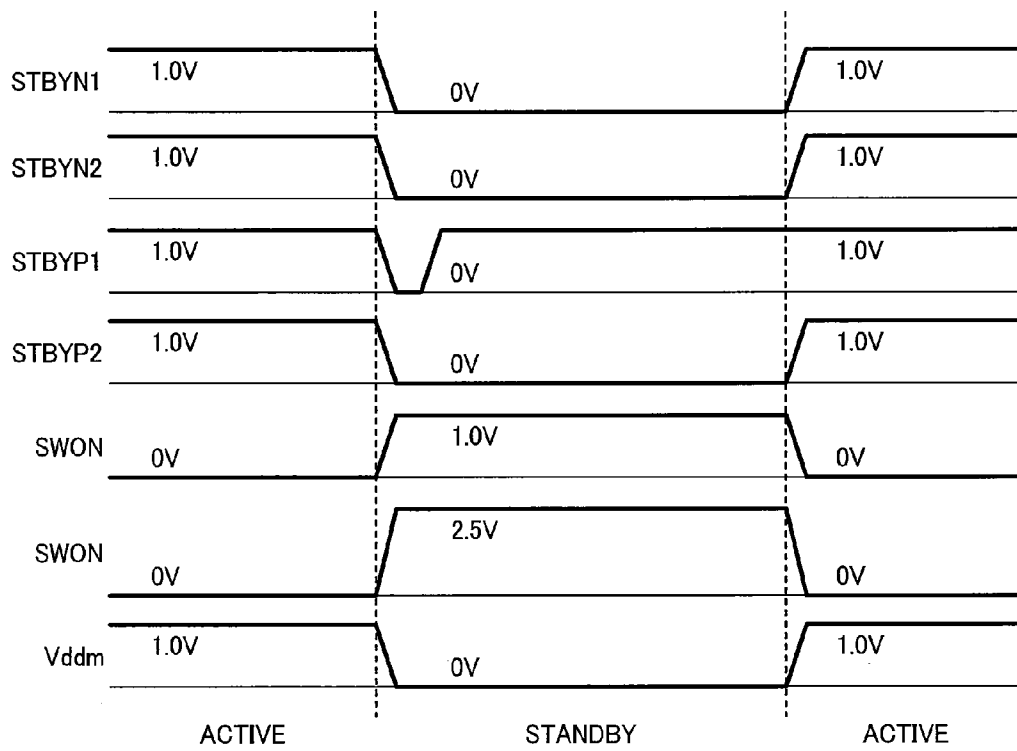 STBYN1 1.0V 0V 1.0V
STBYN2 1.0V 0V 1.0V
STBYP1 1.0V 0V 1.0V
STBYP2 1.0V 0V 1.0V
SWON 0V 1.0V 0V
SWON 0V 2.5V 0V
Vddm 1.0V 0V 1.0V
ACTIVE STANDBY ACTIVE